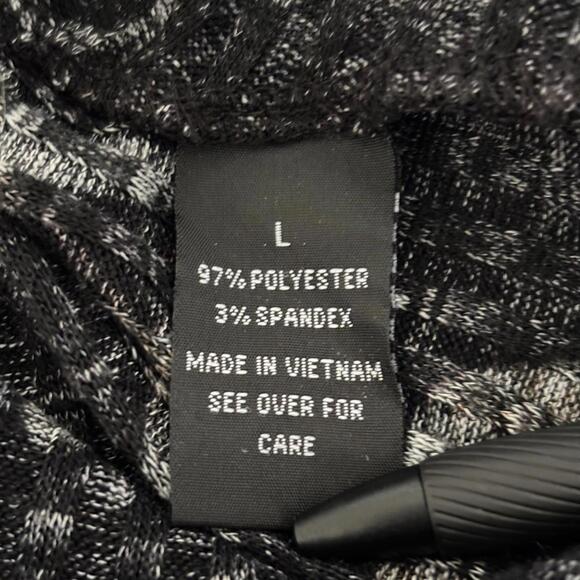 L
97% POLYESTER
3% SPANDEX
MADE IN VIETNAM
SEE OVER FOR
CARE